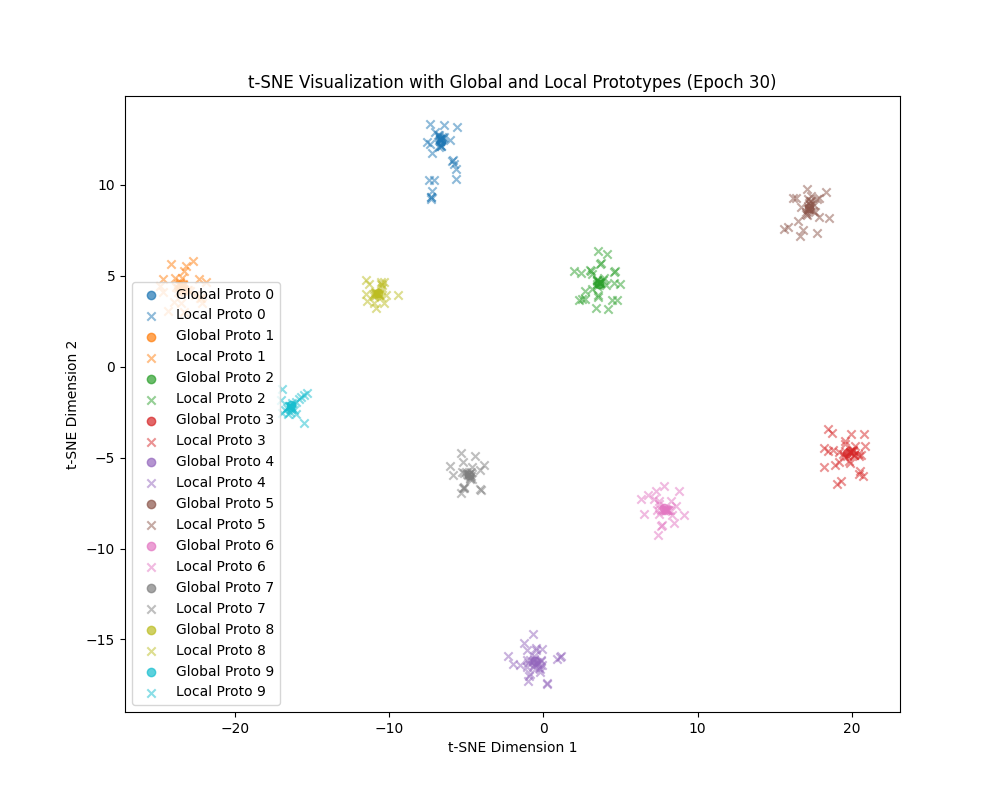 t-SNE Visualization with Global and Local Prototypes (Epoch 30)
10
5
0
−5
−10
−15
t-SNE Dimension 2
Global Proto 0
Local Proto 0
Global Proto 1
Local Proto 1
Global Proto 2
Local Proto 2
Global Proto 3
Local Proto 3
Global Proto 4
Local Proto 4
Global Proto 5
Local Proto 5
Global Proto 6
Local Proto 6
Global Proto 7
Local Proto 7
Global Proto 8
Local Proto 8
Global Proto 9
Local Proto 9
−20 −10 0 10 20
t-SNE Dimension 1